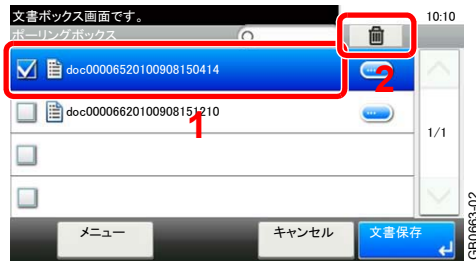 文書ボックス画面です。
10:10
ポーリングボックス
doc00006520100908150414
2
doc00006620100908151210
1
1/1
メニュー
キャンセル
文書保存
GB0663-02